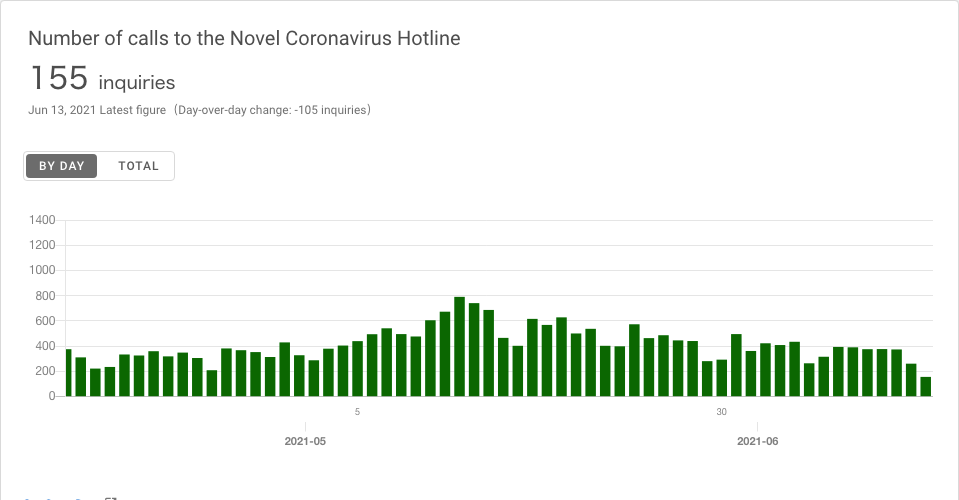 Number of calls to the Novel Coronavirus Hotline
155 inquiries
Jun 13, 2021 Latest figure（Day-over-day change: -105 inquiries）
BY DAY TOTAL
1400
1200
1000
800
600
400
200
0
5 30
2021-05 2021-06